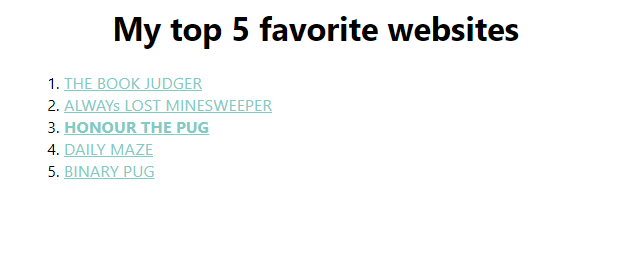 My top 5 favorite websites
1. THE BOOK JUDGER
2. ALWAYs LOST MINESWEEPER
3. HONOUR THE PUG
4. DAILY MAZE
5. BINARY PUG